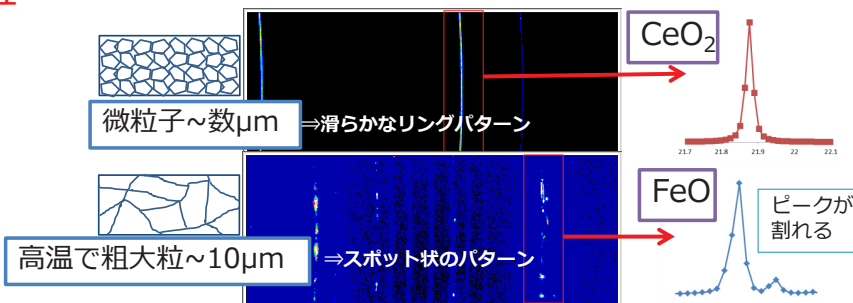 CeO2
微粒子~数μm
⇒滑らかなリングパターン
21.7 21.8 21.9 22 22.1
FeO
ピークが
割れる
高温で粗大粒~10μm
⇒スポット状のパターン